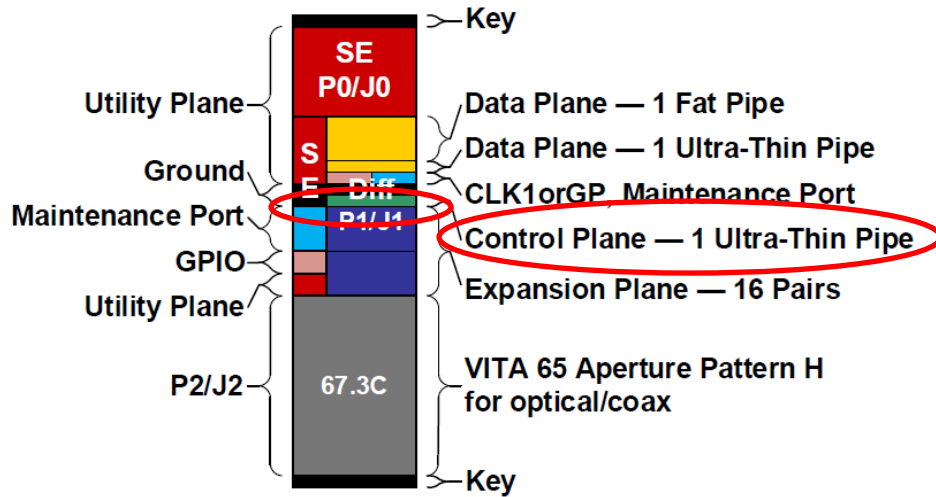 Key
SE
P0/J0
Utility Plane
Data Plane — 1 Fat Pipe
Data Plane — 1 Ultra-Thin Pipe
S
E
Ground
Diff
CLK1orGP, Maintenance Port
Maintenance Port
P1/J1
Control Plane — 1 Ultra-Thin Pipe
GPIO
Expansion Plane — 16 Pairs
Utility Plane
P2/J2
67.3C
VITA 65 Aperture Pattern H
for optical/coax
Key